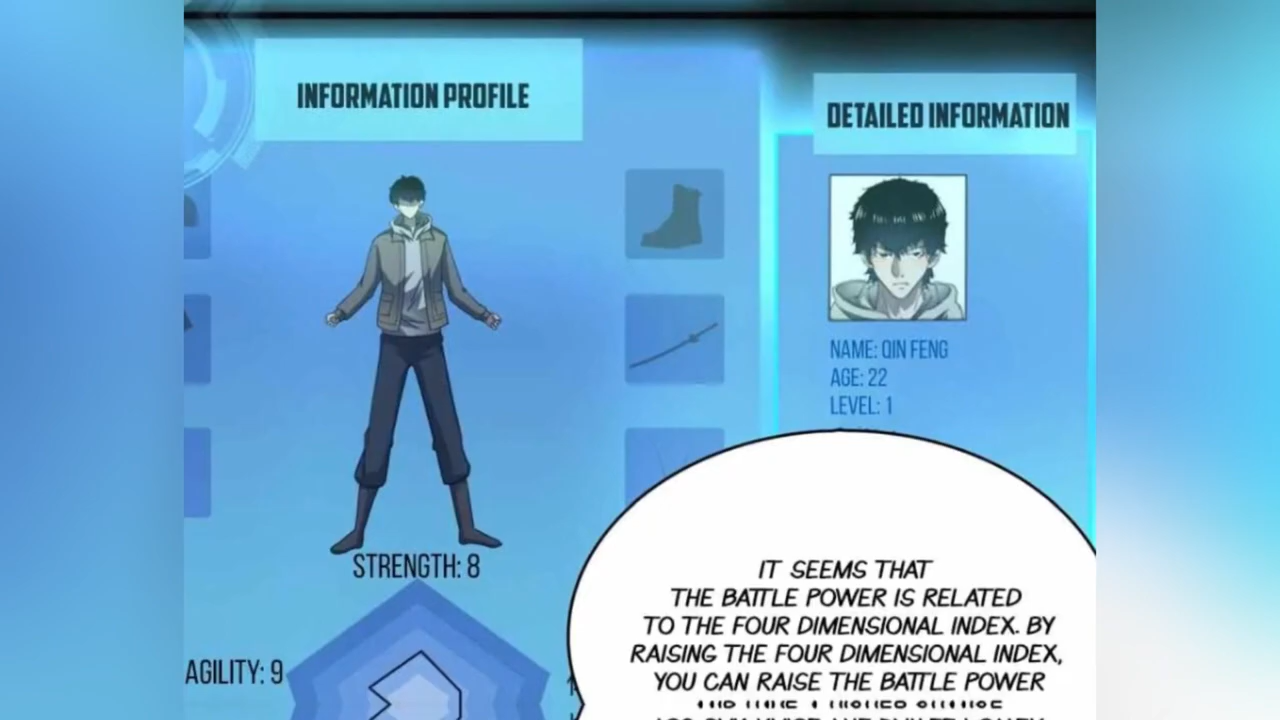 INFORMATION PROFILE
DETAILED INFORMATION
NAME: QIN FENG
AGE: 22
LEVEL: 1
STRENGTH: 8
AGILITY: 9
IT SEEMS THAT
THE BATTLE POWER IS RELATED
TO THE FOUR DIMENSIONAL INDEX. BY
RAISING THE FOUR DIMENSIONAL INDEX,
YOU CAN RAISE THE BATTLE POWER